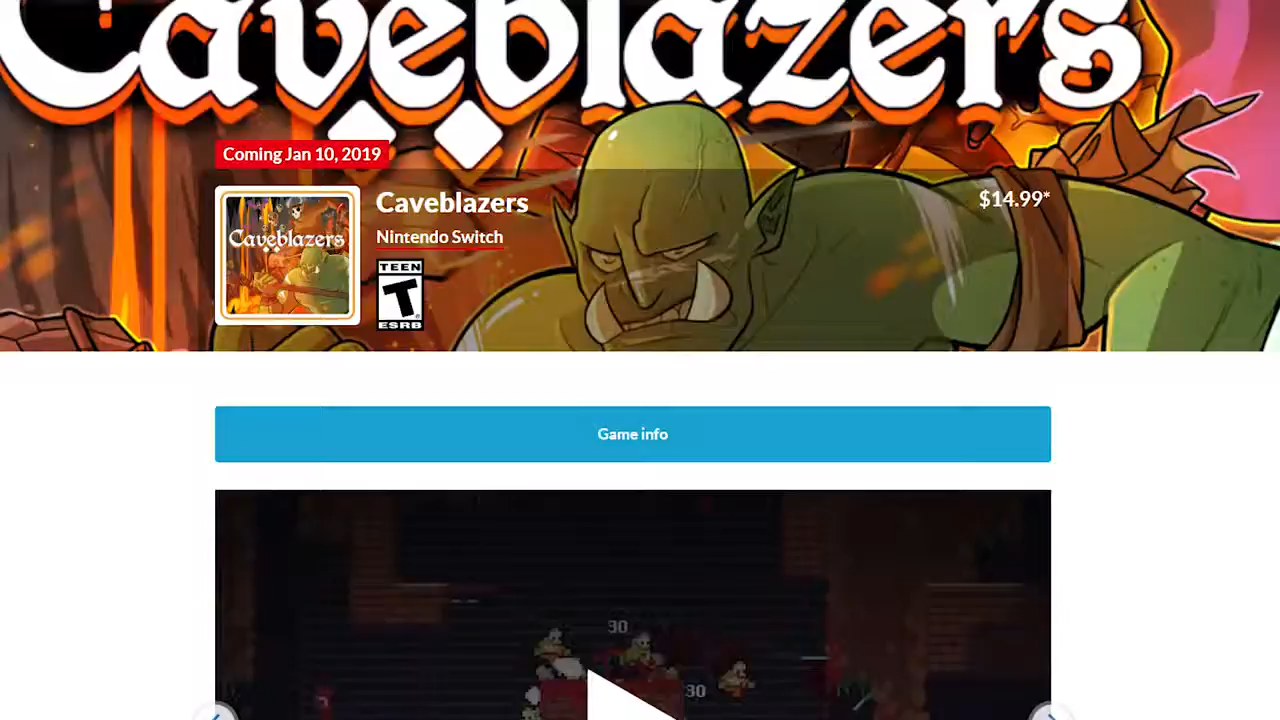 Caveblazers
Coming Jan 10, 2019
Caveblazers
Caveblazers
$14.99*
Nintendo Switch
TEEN
T
ESRB
Game info
30
30